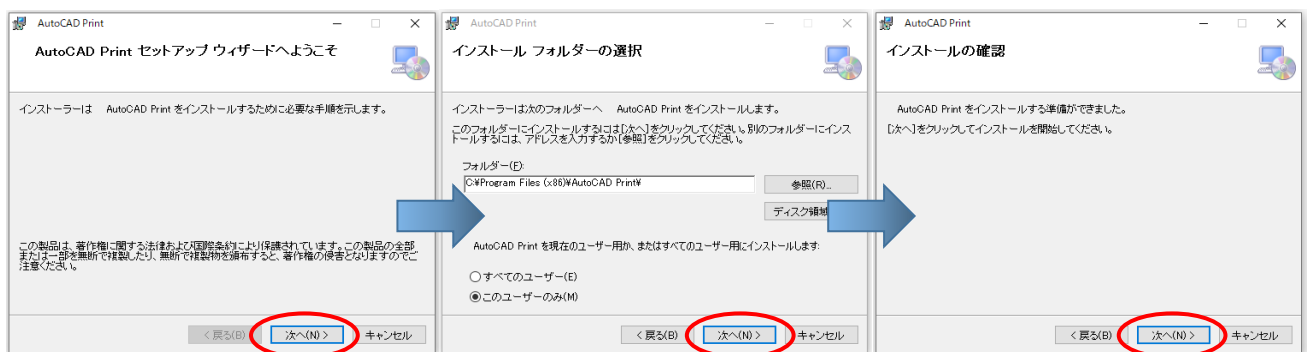 AutoCAD Print
AutoCAD Print セットアップ ウィザードへようこそ
インストーラーは AutoCAD Print をインストールするために必要な手順を示します。
この製品は、著作権に関する法律および国際条約により保護されています。この製品の全部
または一部を無断で複製したり、無断で複製物を頒布すると、著作権の侵害となりますのでご
注意ください。
< 戻る(B)
次へ(N) >
キャンセル
AutoCAD Print
インストール フォルダーの選択
インストーラーは次のフォルダーへ AutoCAD Print をインストールします。
このフォルダーにインストールするには[次へ]をクリックしてください。別のフォルダーにインス
トールするには、アドレスを入力するか[参照]をクリックしてください。
フォルダー(F):
C:¥Program Files (x86)¥AutoCAD Print¥
参照(R)...
ディスク領域
AutoCAD Print を現在のユーザー用か、またはすべてのユーザー用にインストールします:
すべてのユーザー(E)
このユーザーのみ(M)
< 戻る(B)
次へ(N) >
キャンセル
AutoCAD Print
インストールの確認
AutoCAD Print をインストールする準備ができました。
[次へ]をクリックしてインストールを開始してください。
< 戻る(B)
次へ(N) >
キャンセル